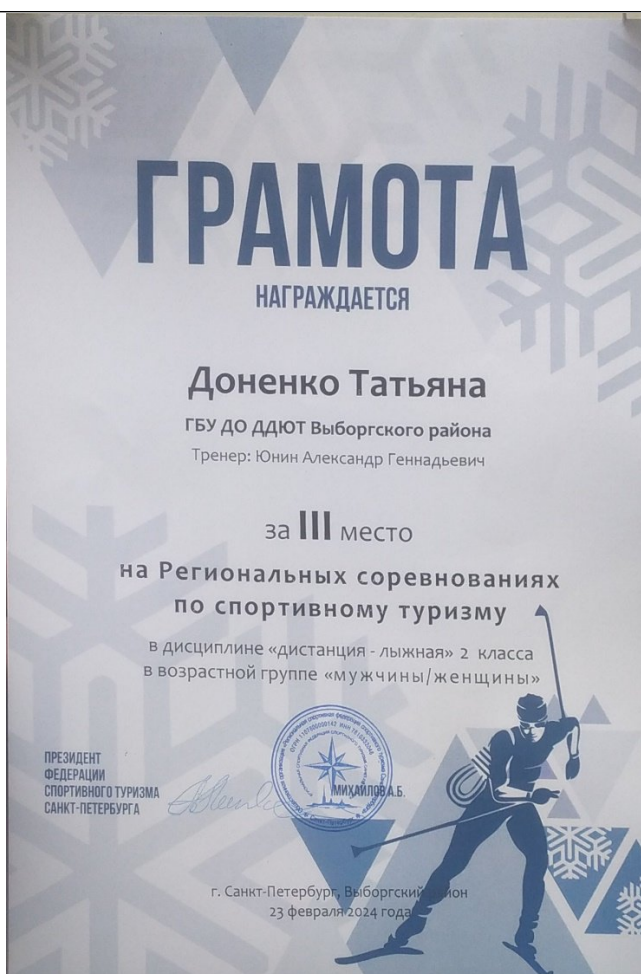 ГРАМОТА
НАГРАЖДАЕТСЯ
Доненко Татьяна
ГБУ ДО ДДЮТ Выборгского района
Тренер: Юнин Александр Геннадьевич
за III место
на Региональных соревнованиях
по спортивному туризму
в дисциплине «дистанция - лыжная» 2 класса
в возрастной группе «мужчины/женщины»
ПРЕЗИДЕНТ
ФЕДЕРАЦИИ
СПОРТИВНОГО ТУРИЗМА
САНКТ-ПЕТЕРБУРГА
МИХАЙЛОВ А.Б.
г. Санкт-Петербург, Выборгский район
23 февраля 2024 года